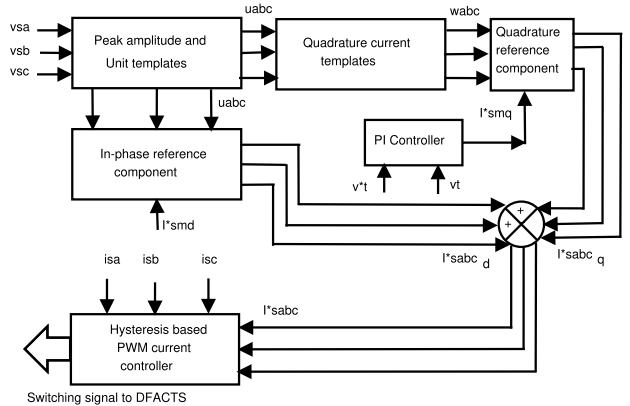 uabc
wabc
vsa
vsb
vsc
Peak amplitude and
Unit templates
Quadrature current
templates
Quadrature
reference
component
uabc
I*smq
PI Controller
In-phase reference
component
v*t
vt
I*smd
+
+
I*sabc d
I*sabc q
isa
isb
isc
I*sabc
Hysteresis based
PWM current
controller
Switching signal to DFACTS